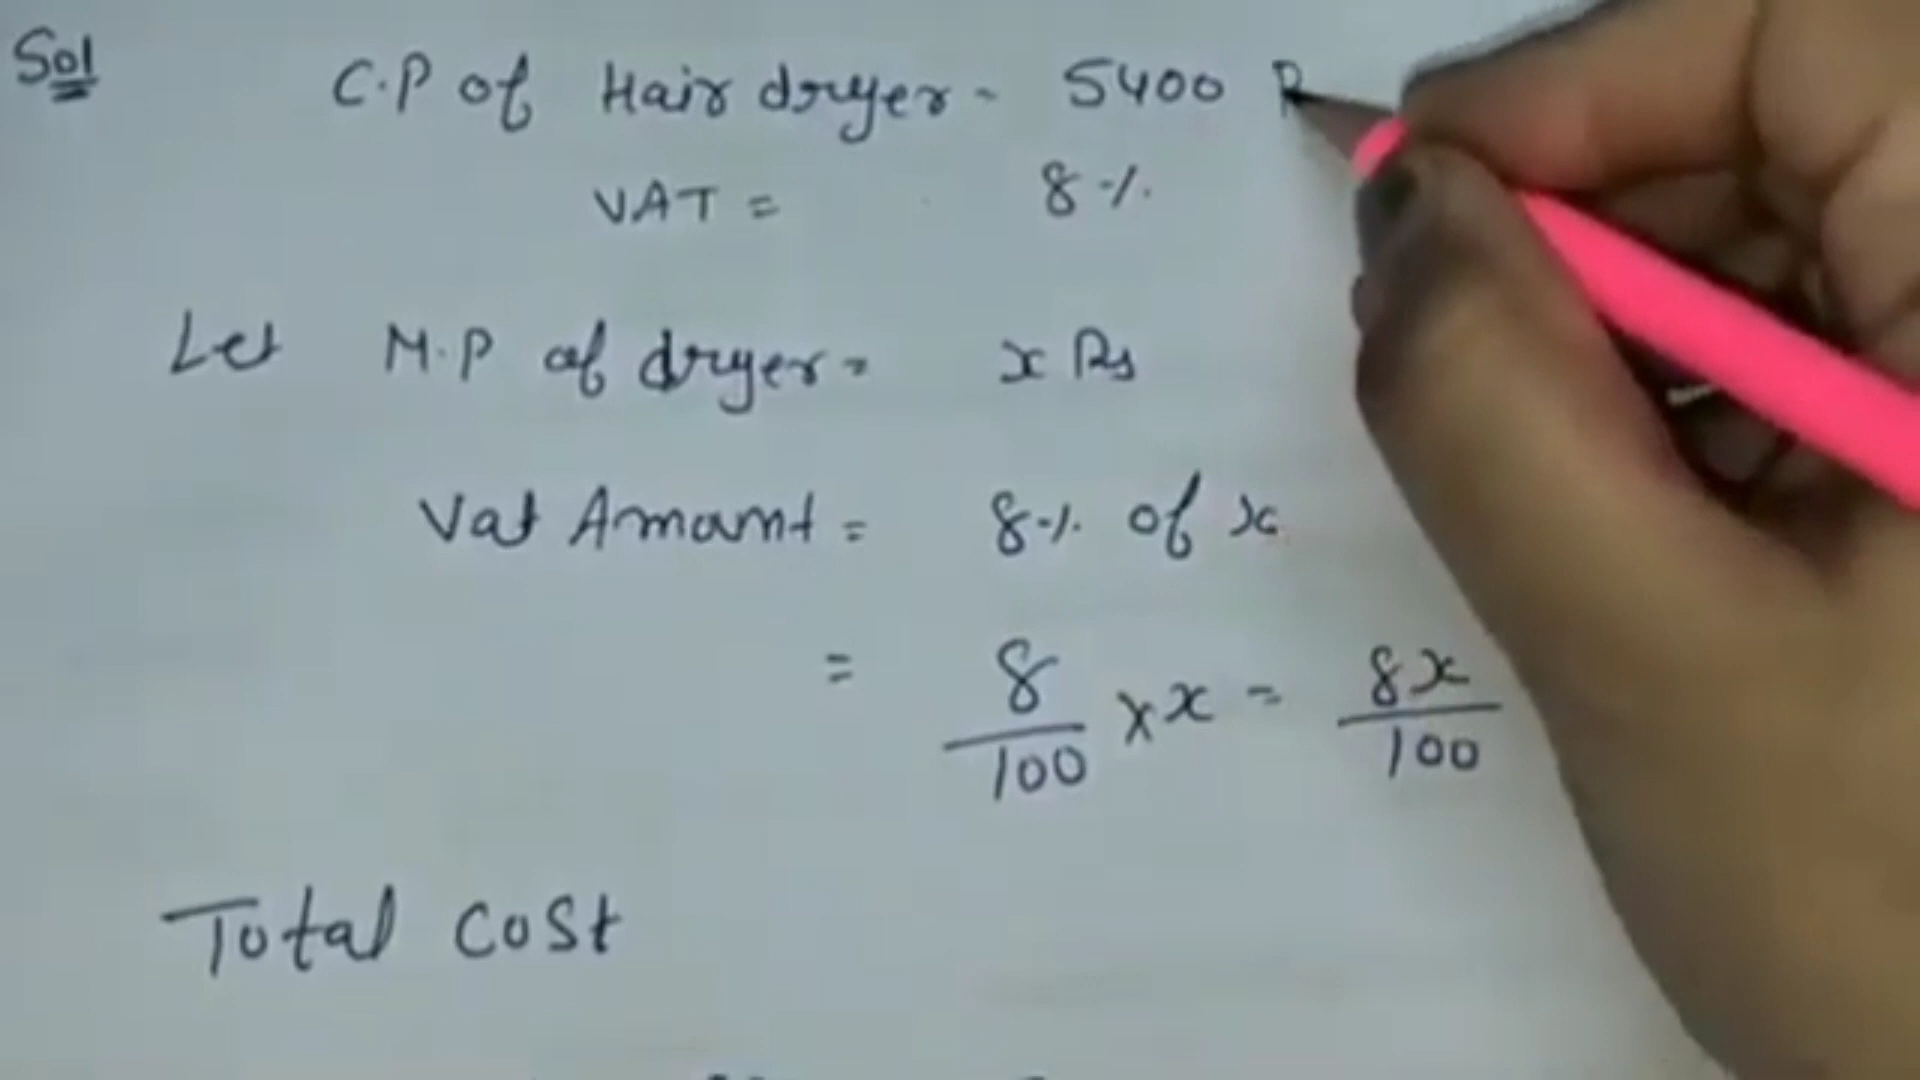 Sol
C.P of Hair dryer - 5400 R
VAT = 8%
Let M.P of dryer = x Rs
Vat Amount = 8% of x
= 8/100 × x = 8x/100
Total cost